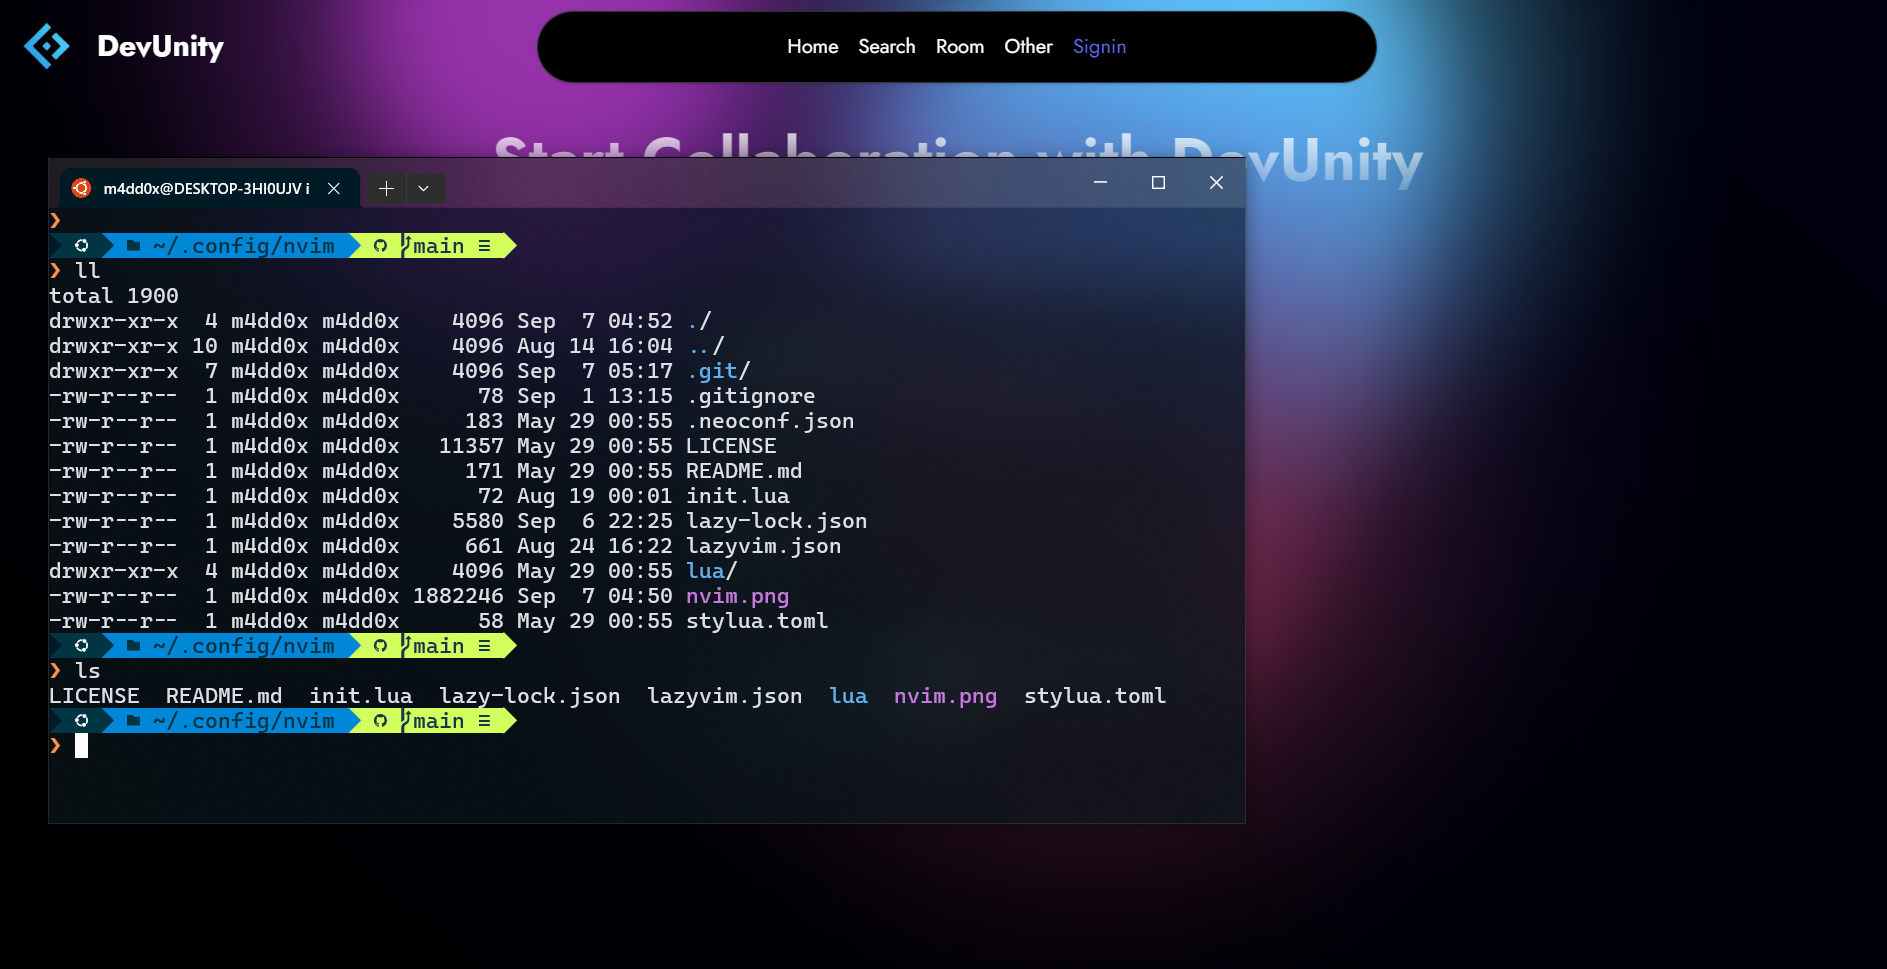 DevUnity
Home Search Room Other Signin
Start Collaboration with DevUnity
m4dd0x@DESKTOP-3HI0UJV i
❯
~/.config/nvim main ≡
❯ ll
total 1900
drwxr-xr-x  4 m4dd0x m4dd0x    4096 Sep  7 04:52 ./
drwxr-xr-x 10 m4dd0x m4dd0x    4096 Aug 14 16:04 ../
drwxr-xr-x  7 m4dd0x m4dd0x    4096 Sep  7 05:17 .git/
-rw-r--r--  1 m4dd0x m4dd0x      78 Sep  1 13:15 .gitignore
-rw-r--r--  1 m4dd0x m4dd0x     183 May 29 00:55 .neoconf.json
-rw-r--r--  1 m4dd0x m4dd0x   11357 May 29 00:55 LICENSE
-rw-r--r--  1 m4dd0x m4dd0x     171 May 29 00:55 README.md
-rw-r--r--  1 m4dd0x m4dd0x      72 Aug 19 00:01 init.lua
-rw-r--r--  1 m4dd0x m4dd0x    5580 Sep  6 22:25 lazy-lock.json
-rw-r--r--  1 m4dd0x m4dd0x     661 Aug 24 16:22 lazyvim.json
drwxr-xr-x  4 m4dd0x m4dd0x    4096 May 29 00:55 lua/
-rw-r--r--  1 m4dd0x m4dd0x 1882246 Sep  7 04:50 nvim.png
-rw-r--r--  1 m4dd0x m4dd0x      58 May 29 00:55 stylua.toml
~/.config/nvim main ≡
❯ ls
LICENSE  README.md  init.lua  lazy-lock.json  lazyvim.json  lua  nvim.png  stylua.toml
~/.config/nvim main ≡
❯